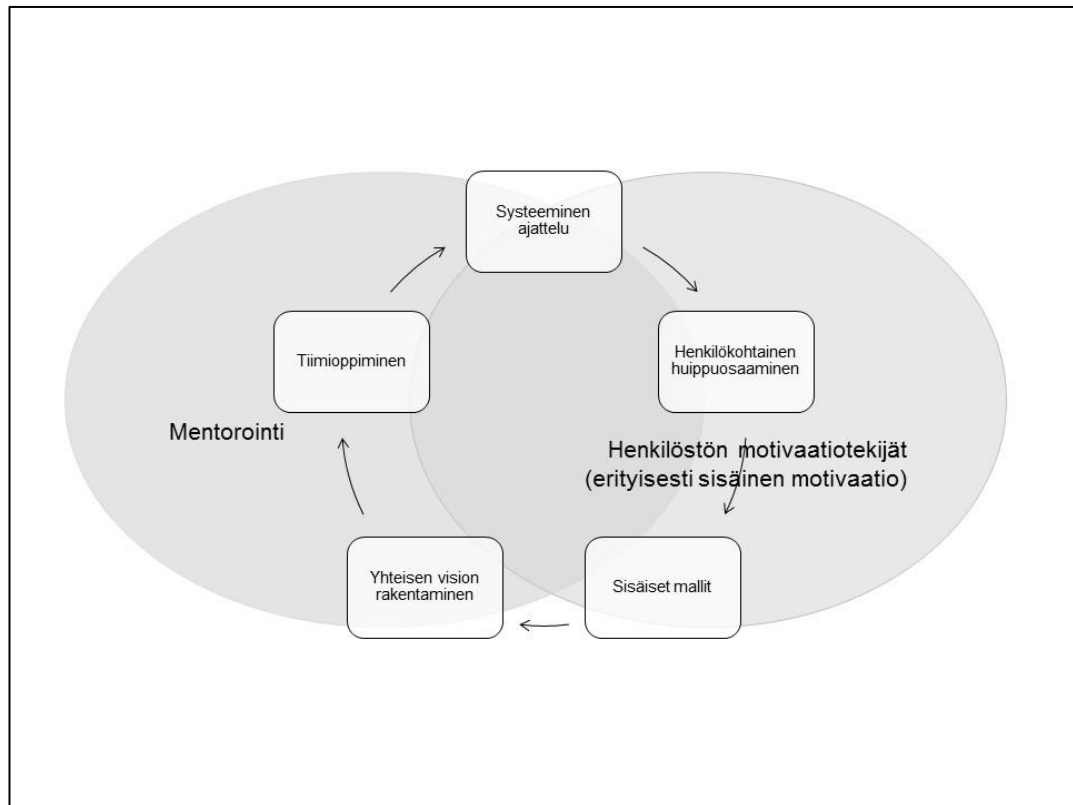 Systeeminen
ajattelu
Tiimioppiminen
Henkilökohtainen
huippuosaaminen
Mentorointi
Henkilöstön motivaatiotekijät
(erityisesti sisäinen motivaatio)
Yhteisen vision
rakentaminen
Sisäiset mallit